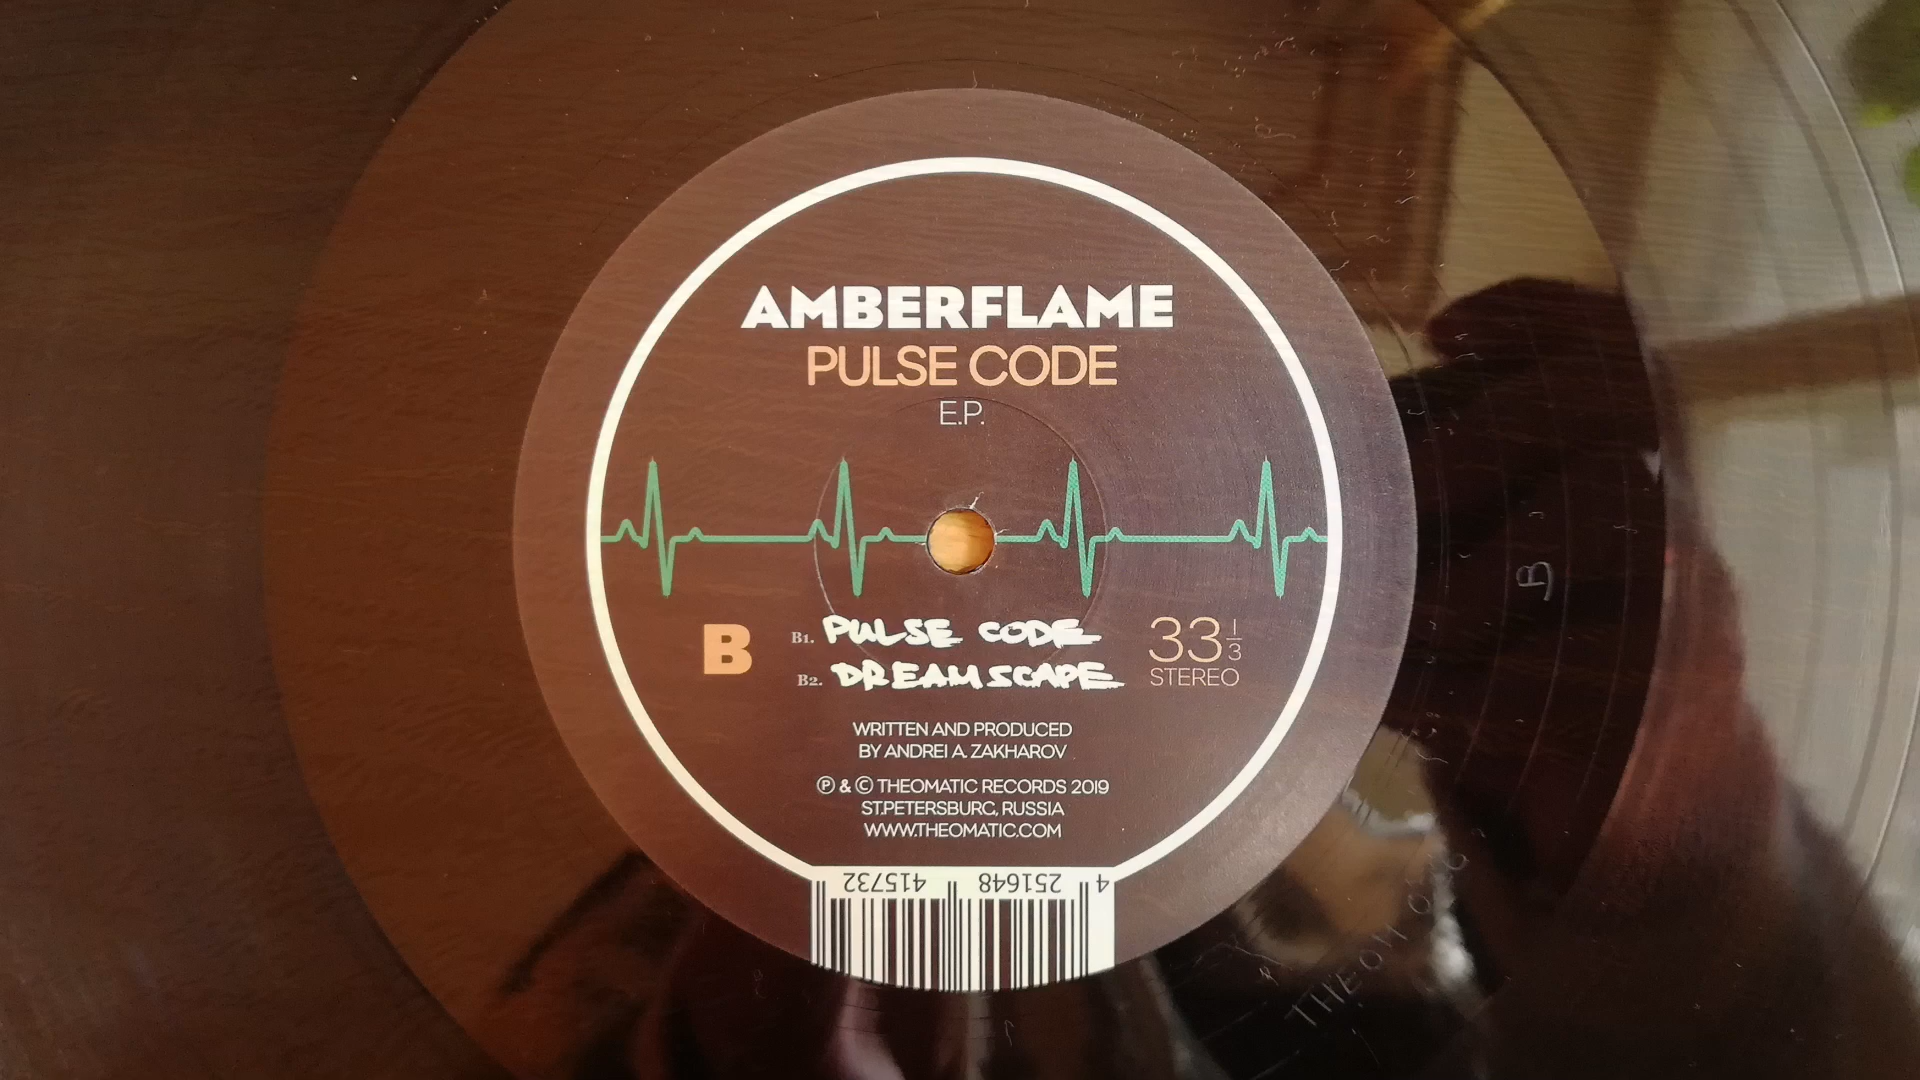 AMBERFLAME
PULSE CODE
E.P.
B
B1. PULSE CODE
B2. DREAMSCAPE
33 1/3
STEREO
WRITTEN AND PRODUCED
BY ANDREI A. ZAKHAROV
℗ & © THEOMATIC RECORDS 2019
ST.PETERSBURG, RUSSIA
WWW.THEOMATIC.COM
4 251648 415732
B